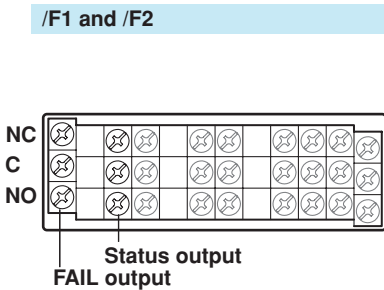 /F1 and /F2
NC
C
NO
Status output
FAIL output